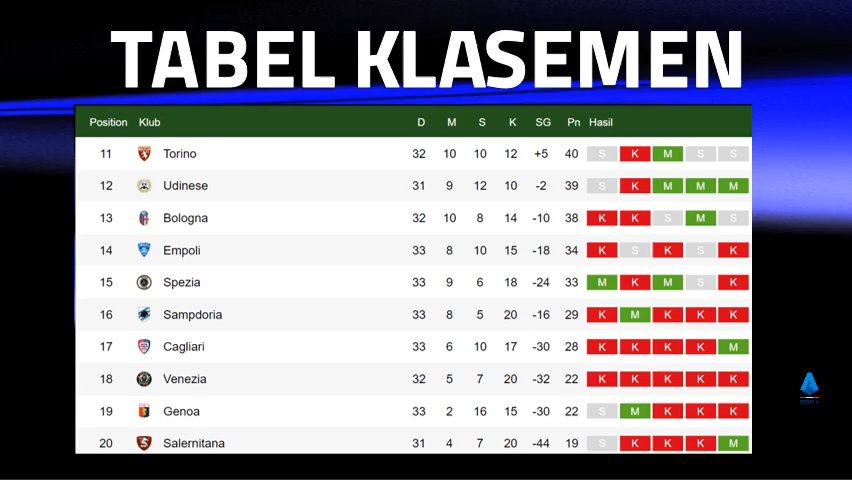 TABEL KLASEMEN
Position Klub D M S K SG Pn Hasil
11 Torino 32 10 10 12 +5 40 S K M S S
12 Udinese 31 9 12 10 -2 39 S K M M M
13 Bologna 32 10 8 14 -10 38 K K S M S
14 Empoli 33 8 10 15 -18 34 K S K S K
15 Spezia 33 9 6 18 -24 33 M K M S K
16 Sampdoria 33 8 5 20 -16 29 K M K K K
17 Cagliari 33 6 10 17 -30 28 K K K K M
18 Venezia 32 5 7 20 -32 22 K K K K K
19 Genoa 33 2 16 15 -30 22 S M K K K
20 Salernitana 31 4 7 20 -44 19 S K K K M
SERIE A